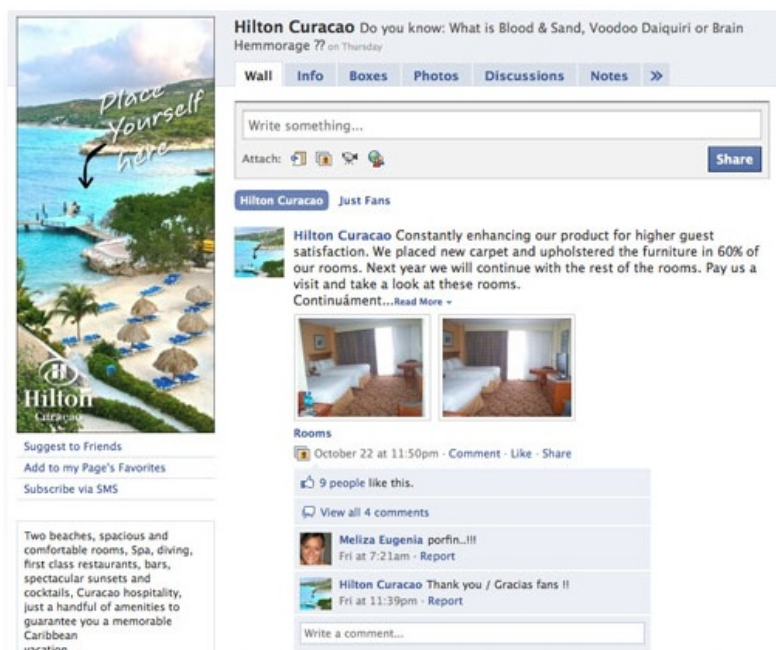 Place
Yourself
here
Hilton
Curacao
Suggest to Friends
Add to my Page's Favorites
Subscribe via SMS
Two beaches, spacious and
comfortable rooms, Spa, diving,
first class restaurants, bars,
spectacular sunsets and
cocktails, Curacao hospitality,
just a handful of amenities to
guarantee you a memorable
Caribbean
vacation
Hilton Curacao Do you know: What is Blood & Sand, Voodoo Daiquiri or Brain
Hemmorage ?? on Thursday
Wall Info Boxes Photos Discussions Notes »
Write something...
Attach:
Share
Hilton Curacao Just Fans
Hilton Curacao Constantly enhancing our product for higher guest
satisfaction. We placed new carpet and upholstered the furniture in 60% of
our rooms. Next year we will continue with the rest of the rooms. Pay us a
visit and take a look at these rooms.
Continuáment...Read More
Rooms
October 22 at 11:50pm · Comment · Like · Share
9 people like this.
View all 4 comments
Meliza Eugenia porfin..!!!
Fri at 7:21am · Report
Hilton Curacao Thank you / Gracias fans !!
Fri at 11:39pm · Report
Write a comment...